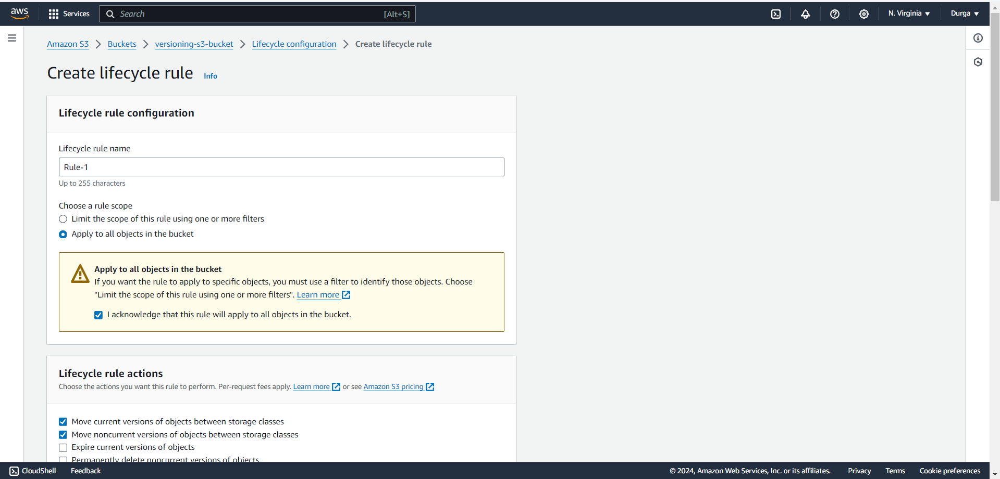 aws
Services
Search [Alt+S]
N. Virginia
Durga
Amazon S3 > Buckets > versioning-s3-bucket > Lifecycle configuration > Create lifecycle rule
Create lifecycle rule Info
Lifecycle rule configuration
Lifecycle rule name
Rule-1
Up to 255 characters
Choose a rule scope
Limit the scope of this rule using one or more filters
Apply to all objects in the bucket
Apply to all objects in the bucket
If you want the rule to apply to specific objects, you must use a filter to identify those objects. Choose
"Limit the scope of this rule using one or more filters". Learn more
I acknowledge that this rule will apply to all objects in the bucket.
Lifecycle rule actions
Choose the actions you want this rule to perform. Per-request fees apply. Learn more or see Amazon S3 pricing
Move current versions of objects between storage classes
Move noncurrent versions of objects between storage classes
Expire current versions of objects
Permanently delete noncurrent versions of objects
CloudShell Feedback © 2024, Amazon Web Services, Inc. or its affiliates. Privacy Terms Cookie preferences